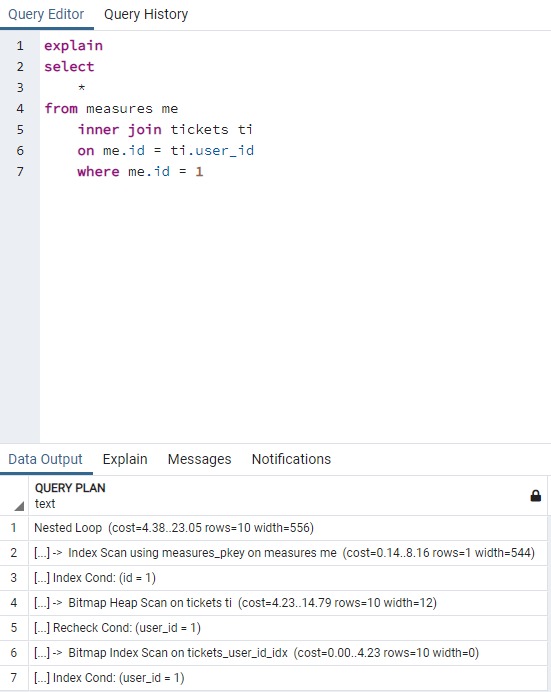 Query Editor Query History
1 explain
2 select
3 *
4 from measures me
5 inner join tickets ti
6 on me.id = ti.user_id
7 where me.id = 1
Data Output Explain Messages Notifications
QUERY PLAN
text
1 Nested Loop (cost=4.38..23.05 rows=10 width=556)
2 [...] -> Index Scan using measures_pkey on measures me (cost=0.14..8.16 rows=1 width=544)
3 [...] Index Cond: (id = 1)
4 [...] -> Bitmap Heap Scan on tickets ti (cost=4.23..14.79 rows=10 width=12)
5 [...] Recheck Cond: (user_id = 1)
6 [...] -> Bitmap Index Scan on tickets_user_id_idx (cost=0.00..4.23 rows=10 width=0)
7 [...] Index Cond: (user_id = 1)